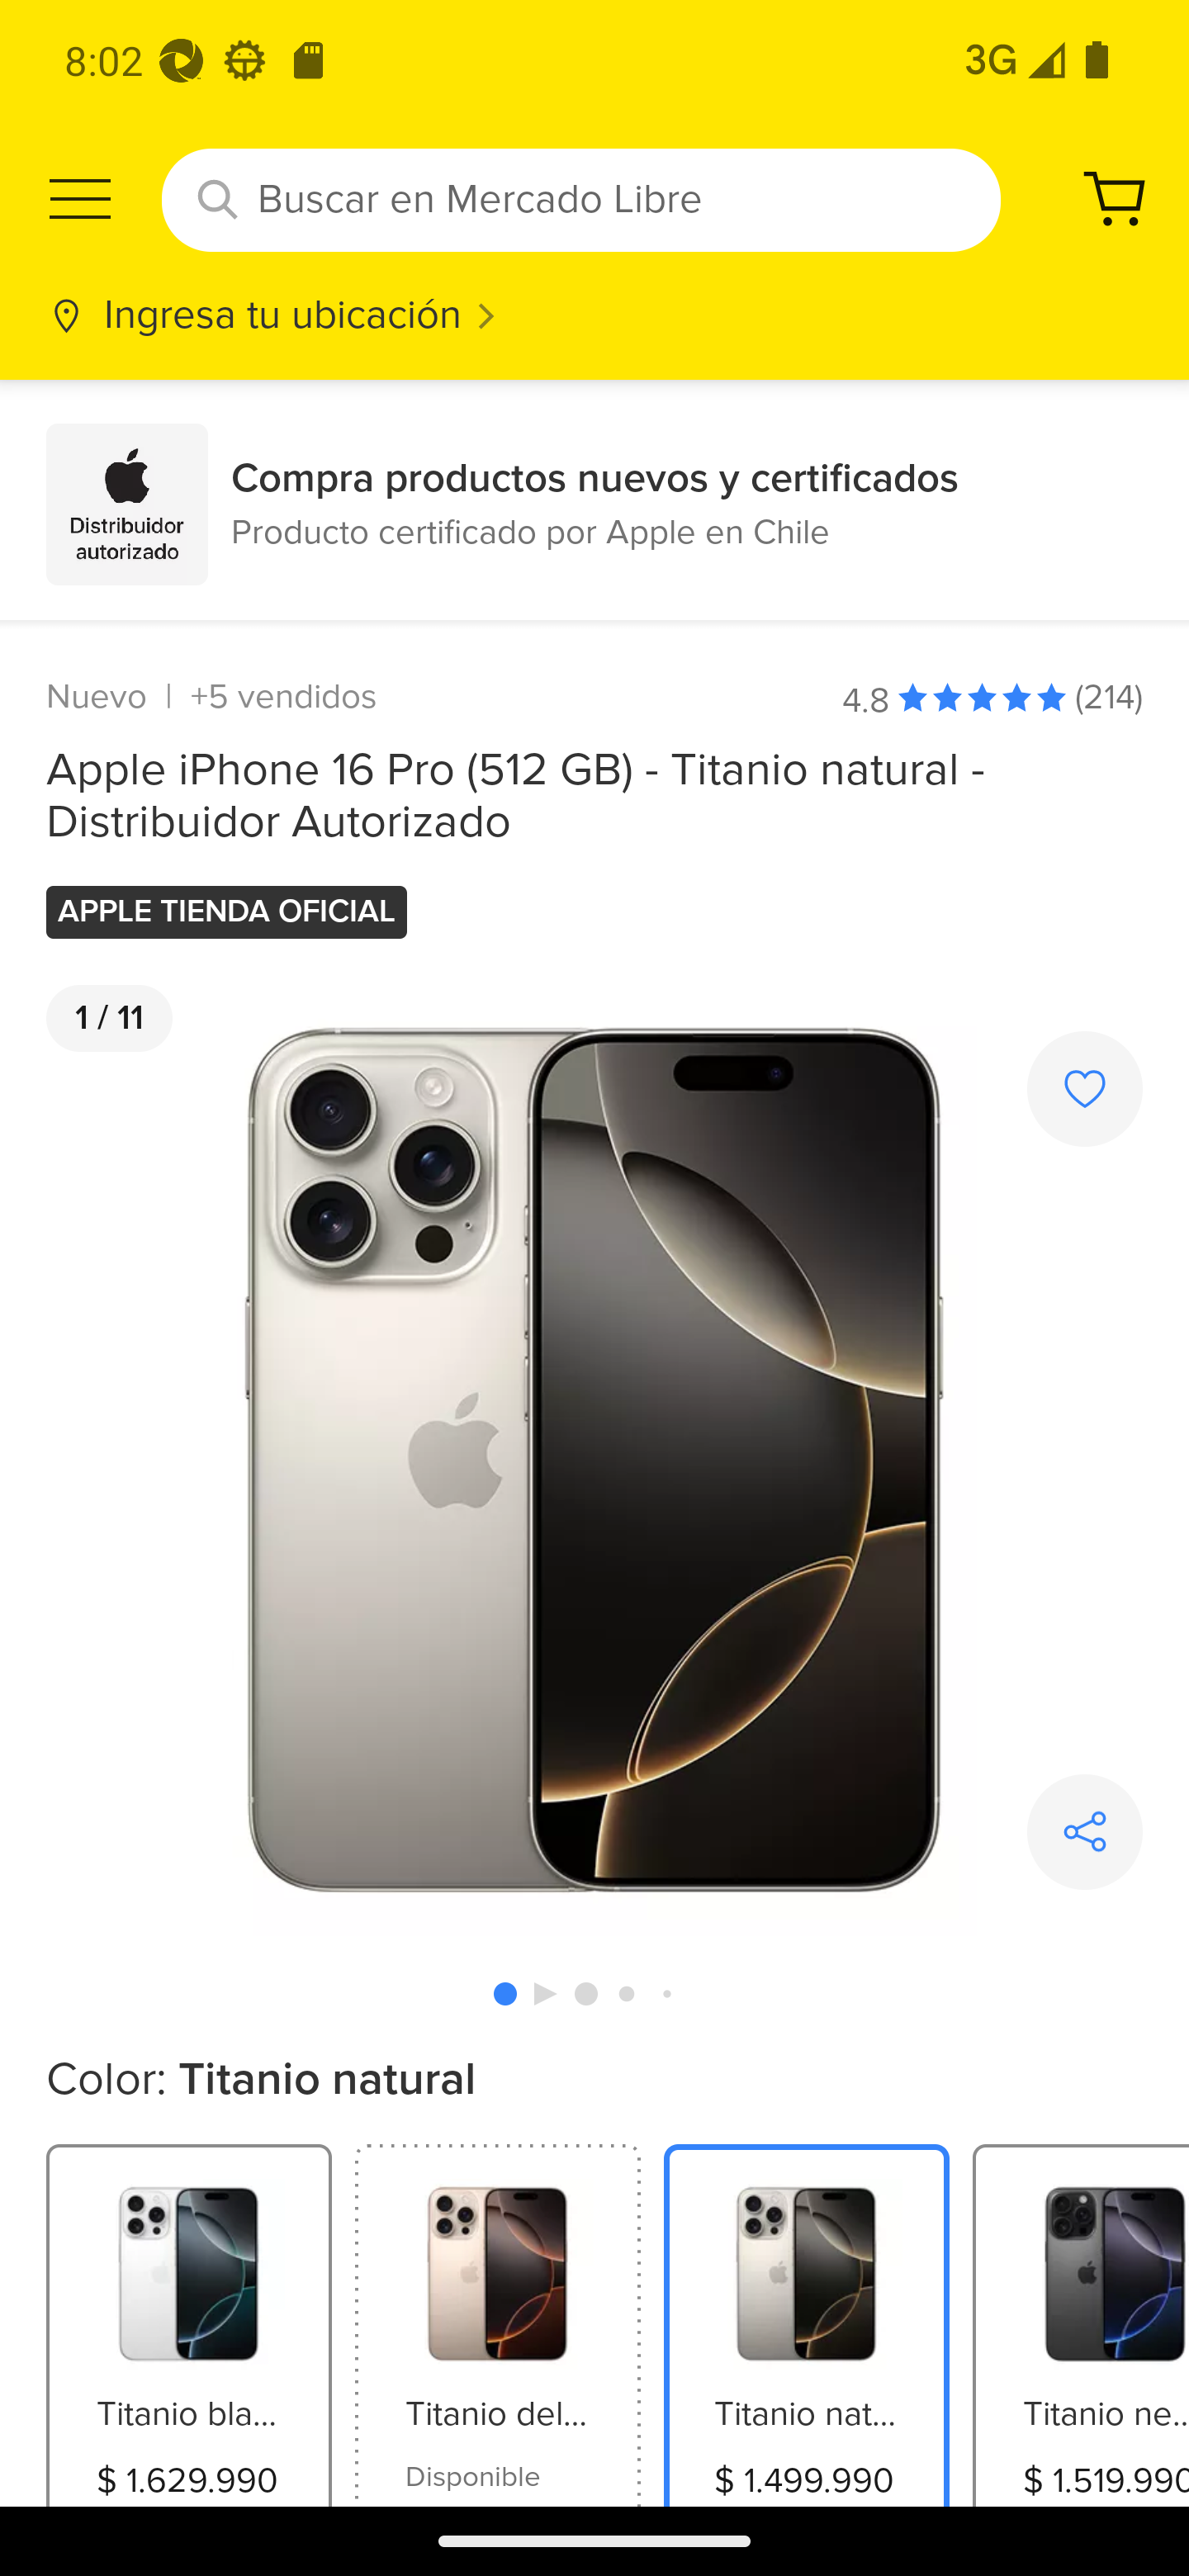 8:02
3G
Buscar en Mercado Libre
Ingresa tu ubicación
Distribuidor
autorizado
Compra productos nuevos y certificados
Producto certificado por Apple en Chile
Nuevo | +5 vendidos
4.8 (214)
Apple iPhone 16 Pro (512 GB) - Titanio natural -
Distribuidor Autorizado
APPLE TIENDA OFICIAL
1 / 11
Color: Titanio natural
Titanio bla...
Titanio del...
Titanio nat...
Titanio ne...
$ 1.629.990
Disponible
$ 1.499.990
$ 1.519.990